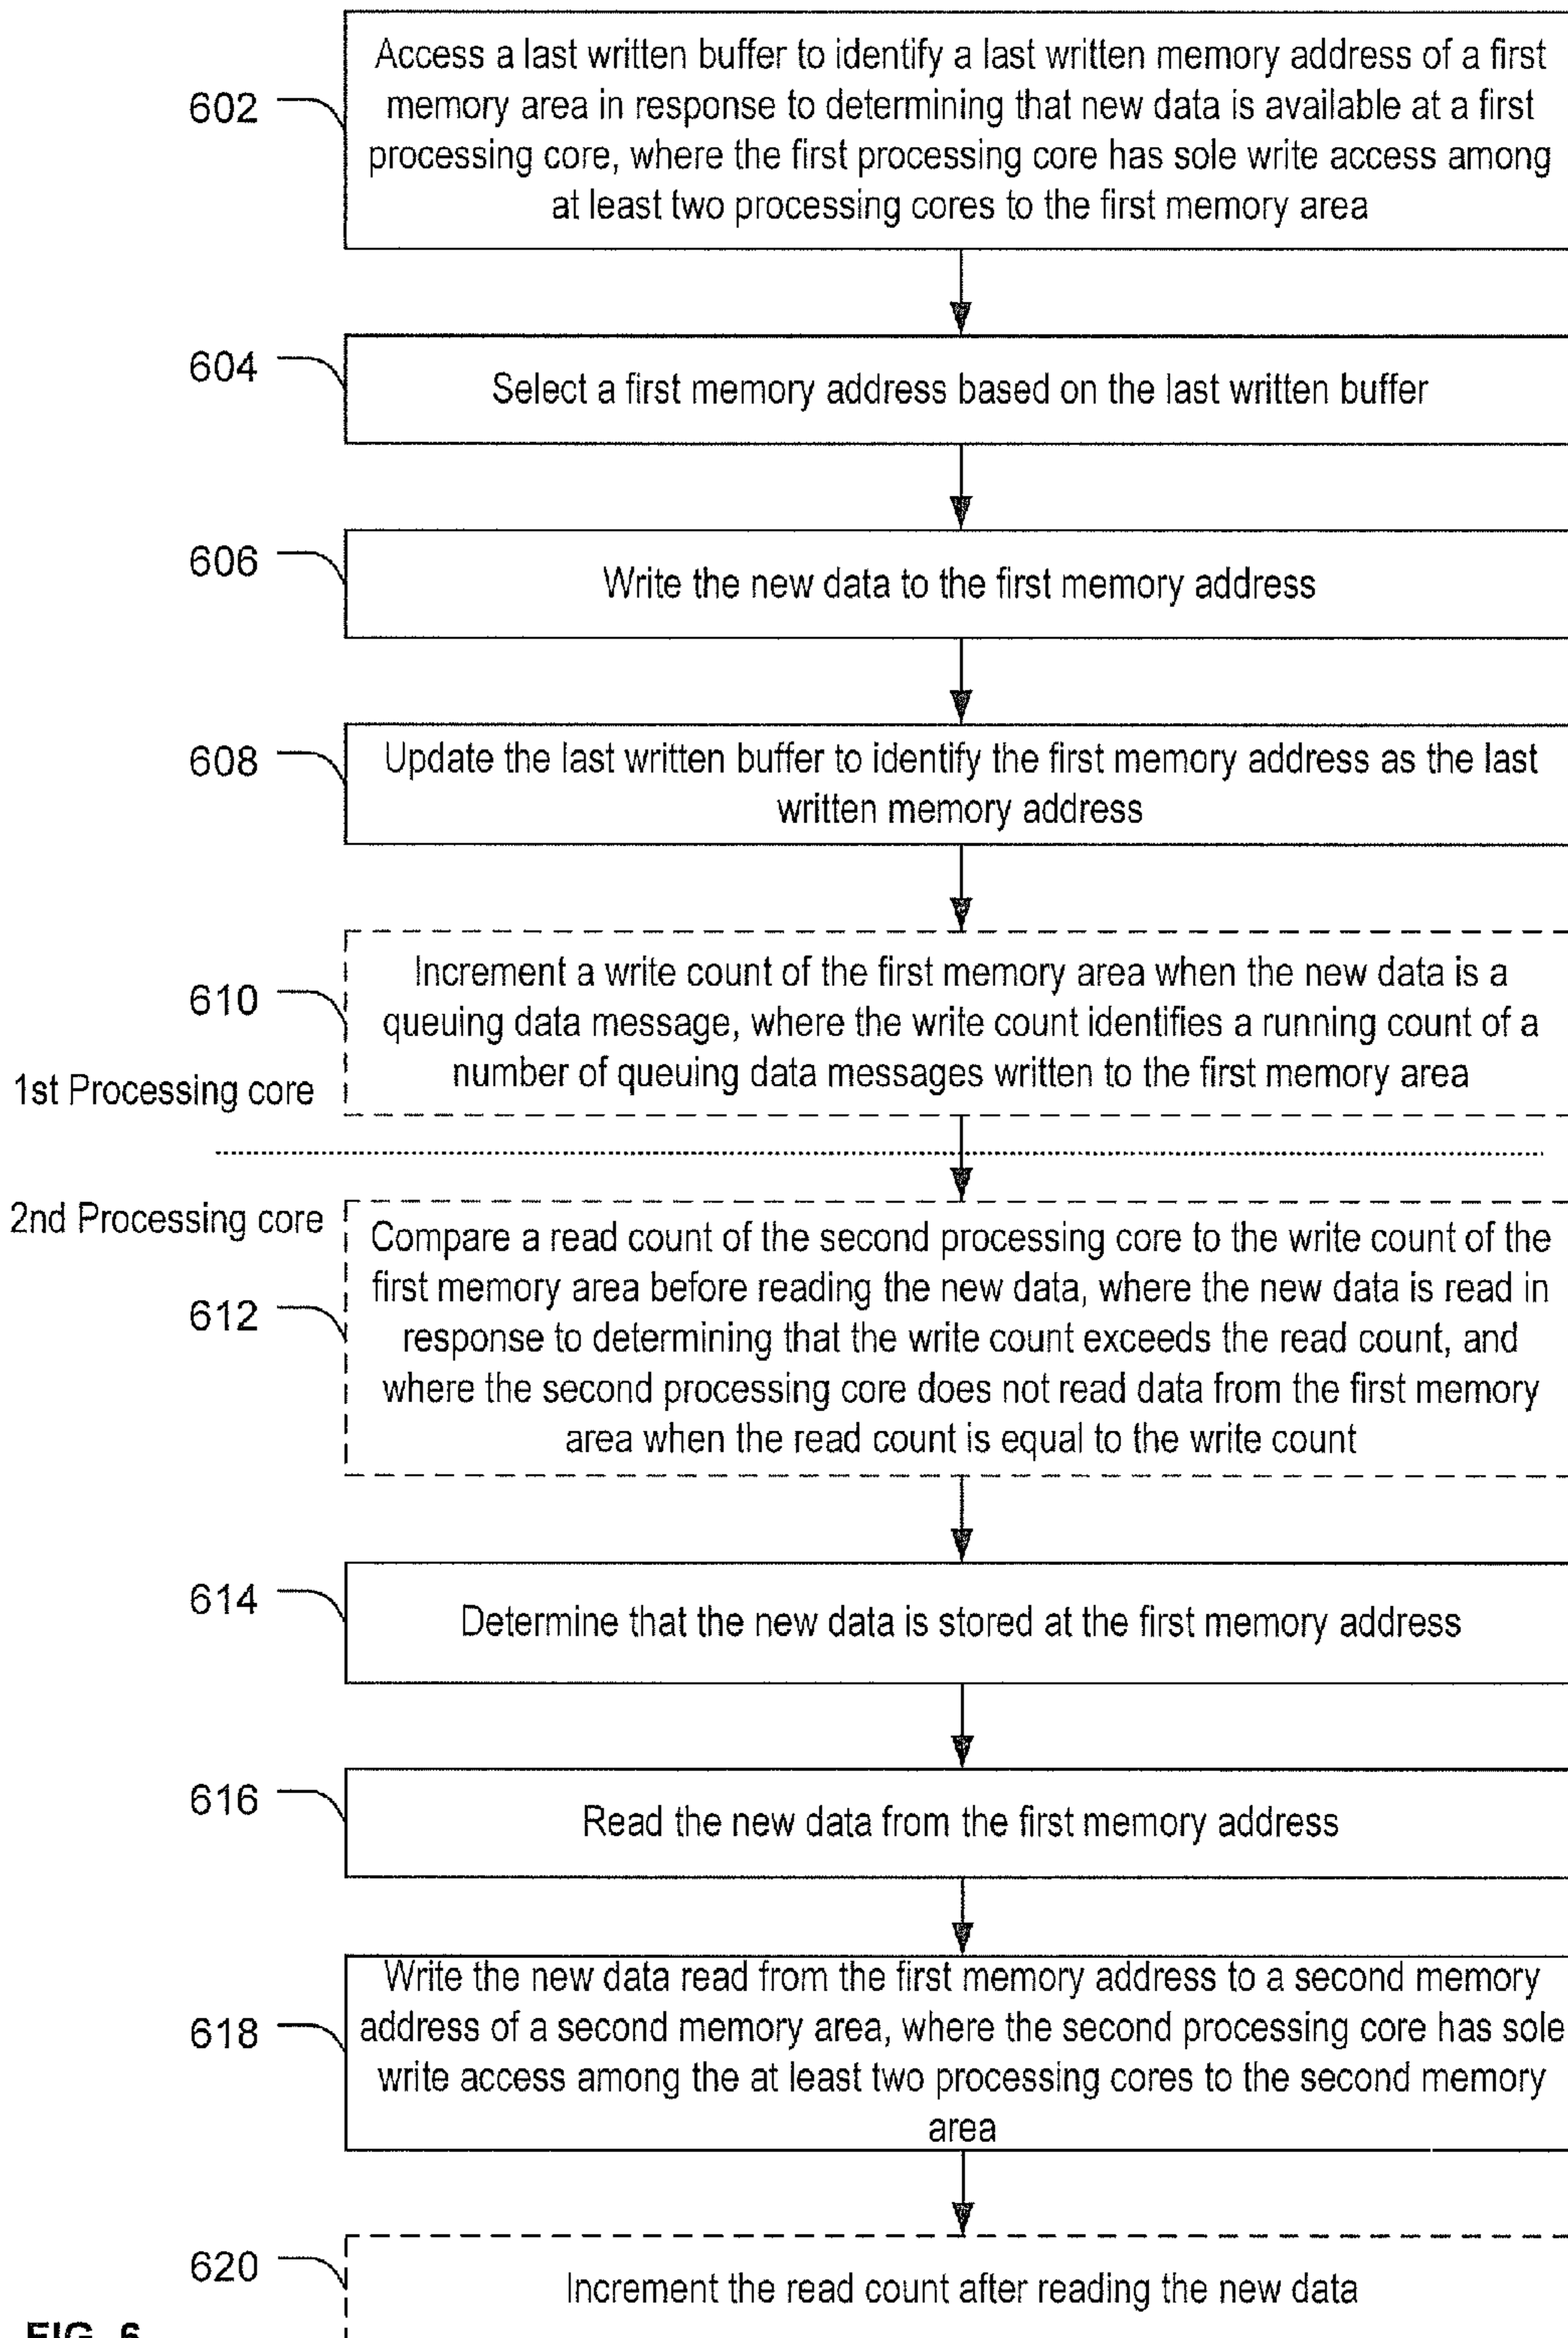 602
Access a last written buffer to identify a last written memory address of a first
memory area in response to determining that new data is available at a first
processing core, where the first processing core has sole write access among
at least two processing cores to the first memory area
604
Select a first memory address based on the last written buffer
606
Write the new data to the first memory address
608
Update the last written buffer to identify the first memory address as the last
written memory address
610
Increment a write count of the first memory area when the new data is a
queuing data message, where the write count identifies a running count of a
number of queuing data messages written to the first memory area
1st Processing core
2nd Processing core
612
Compare a read count of the second processing core to the write count of the
first memory area before reading the new data, where the new data is read in
response to determining that the write count exceeds the read count, and
where the second processing core does not read data from the first memory
area when the read count is equal to the write count
614
Determine that the new data is stored at the first memory address
616
Read the new data from the first memory address
618
Write the new data read from the first memory address to a second memory
address of a second memory area, where the second processing core has sole
write access among the at least two processing cores to the second memory
area
620
Increment the read count after reading the new data
FIG. 6